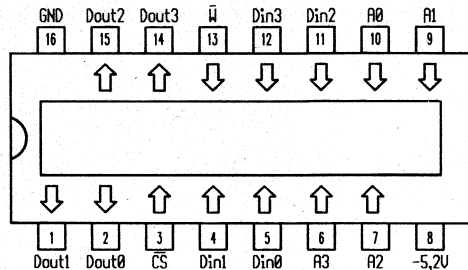 GND Dout2 Dout3 W̅ Din3 Din2 A0 A1
16 15 14 13 12 11 10 9
1 2 3 4 5 6 7 8
Dout1 Dout0 C̅S̅ Din1 Din0 A3 A2 -5,2V